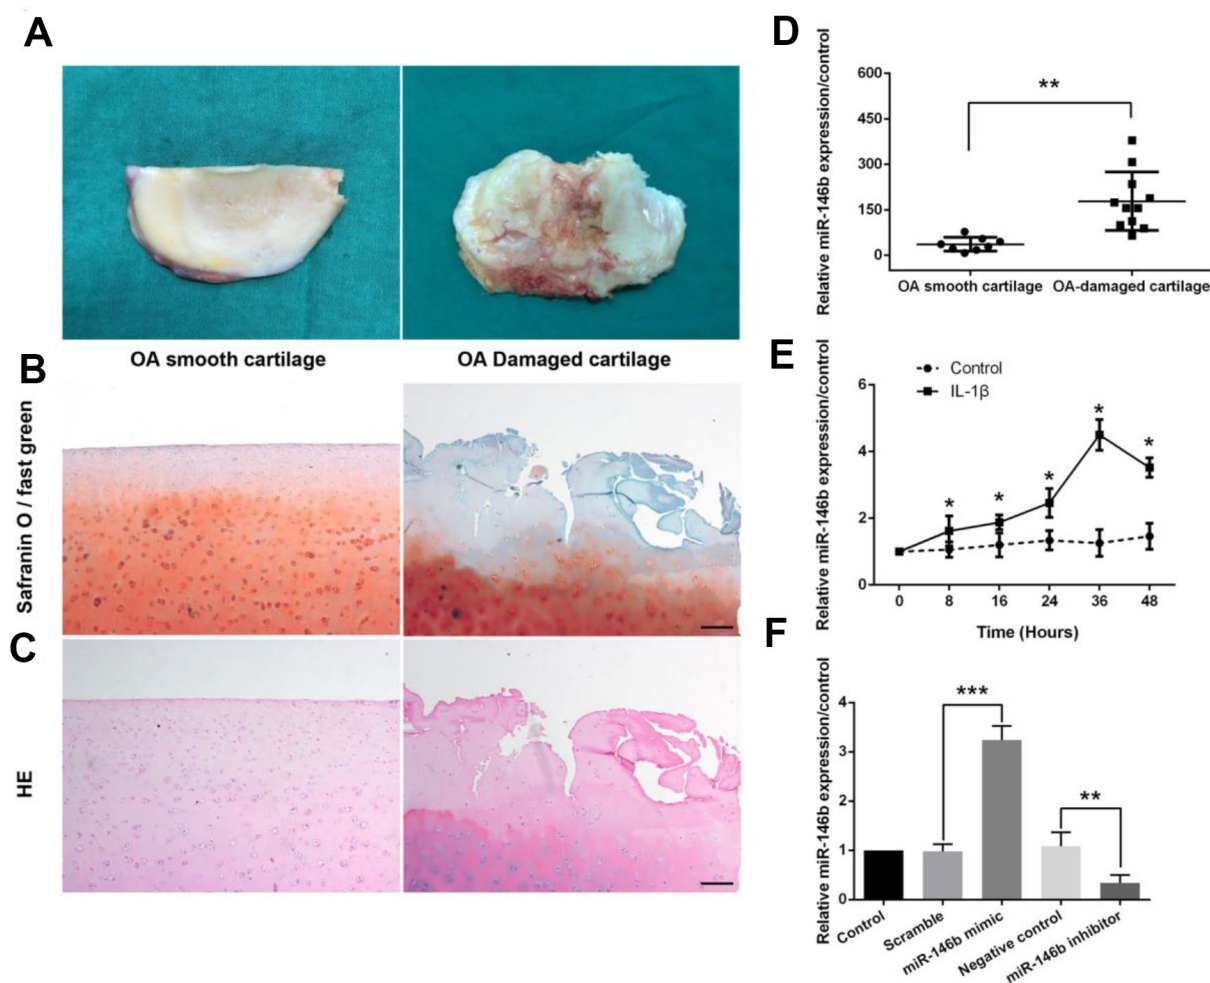 A
OA smooth cartilage
OA Damaged cartilage
B
Safranin O / fast green
C
HE
D
Relative miR-146b expression/control
600
450
300
150
0
**
OA smooth cartilage
OA-damaged cartilage
E
Relative miR-146b expression/control
6
4
2
0
Control
IL-1β
*
*
*
*
*
0
8
16
24
36
48
Time (Hours)
F
Relative miR-146b expression/control
4
3
2
1
0
***
**
Control
Scramble
miR-146b mimic
Negative control
miR-146b inhibitor